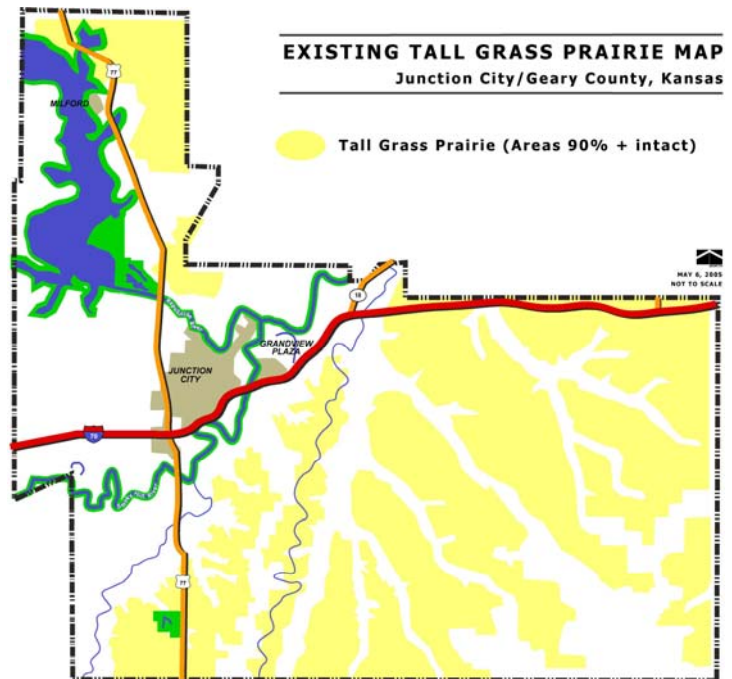 EXISTING TALL GRASS PRAIRIE MAP
Junction City/Geary County, Kansas
Tall Grass Prairie (Areas 90% + intact)
77
MILFORD
MAY 6, 2005
NOT TO SCALE
18
GRANDVIEW
PLAZA
JUNCTION
CITY
70
77